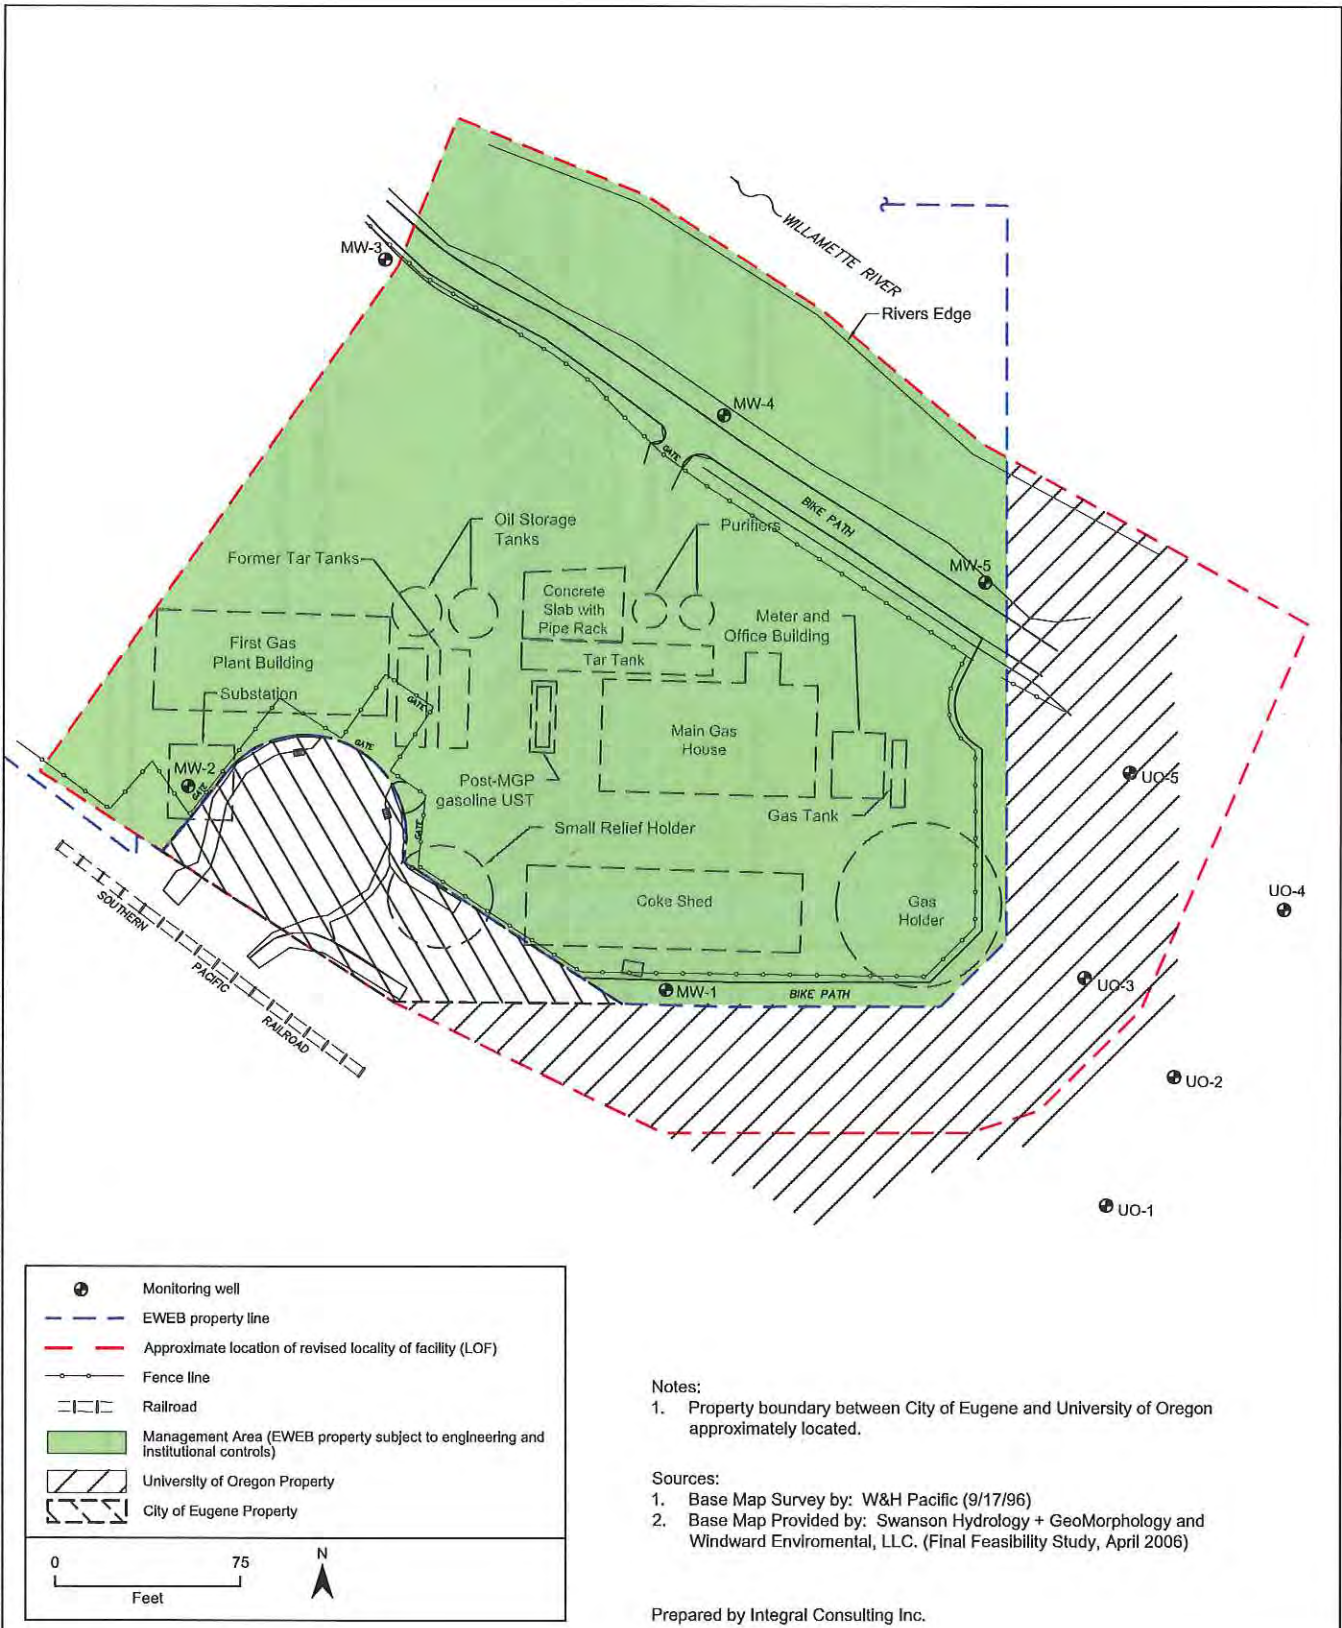 WILLAMETTE RIVER
MW-3
Rivers Edge
MW-4
GATE
BIKE PATH
Oil Storage
Tanks
Purifiers
Former Tar Tanks
MW-5
Concrete
Slab with
Pipe Rack
Meter and
Office Building
First Gas
Plant Building
Tar Tank
Substation
GATE
Main Gas
House
GATE
MW-2
GATE
Post-MGP
gasoline UST
UO-5
Gas Tank
GATE
Small Relief Holder
UO-4
Coke Shed
Gas
Holder
SOUTHERN
PACIFIC
RAILROAD
MW-1
BIKE PATH
UO-3
UO-2
UO-1
Monitoring well
EWEB property line
Approximate location of revised locality of facility (LOF)
Fence line
Railroad
Management Area (EWEB property subject to engineering and
institutional controls)
University of Oregon Property
City of Eugene Property
0 75
Feet
N
Notes:
1. Property boundary between City of Eugene and University of Oregon
approximately located.
Sources:
1. Base Map Survey by: W&H Pacific (9/17/96)
2. Base Map Provided by: Swanson Hydrology + GeoMorphology and
Windward Enviromental, LLC. (Final Feasibility Study, April 2006)
Prepared by Integral Consulting Inc.